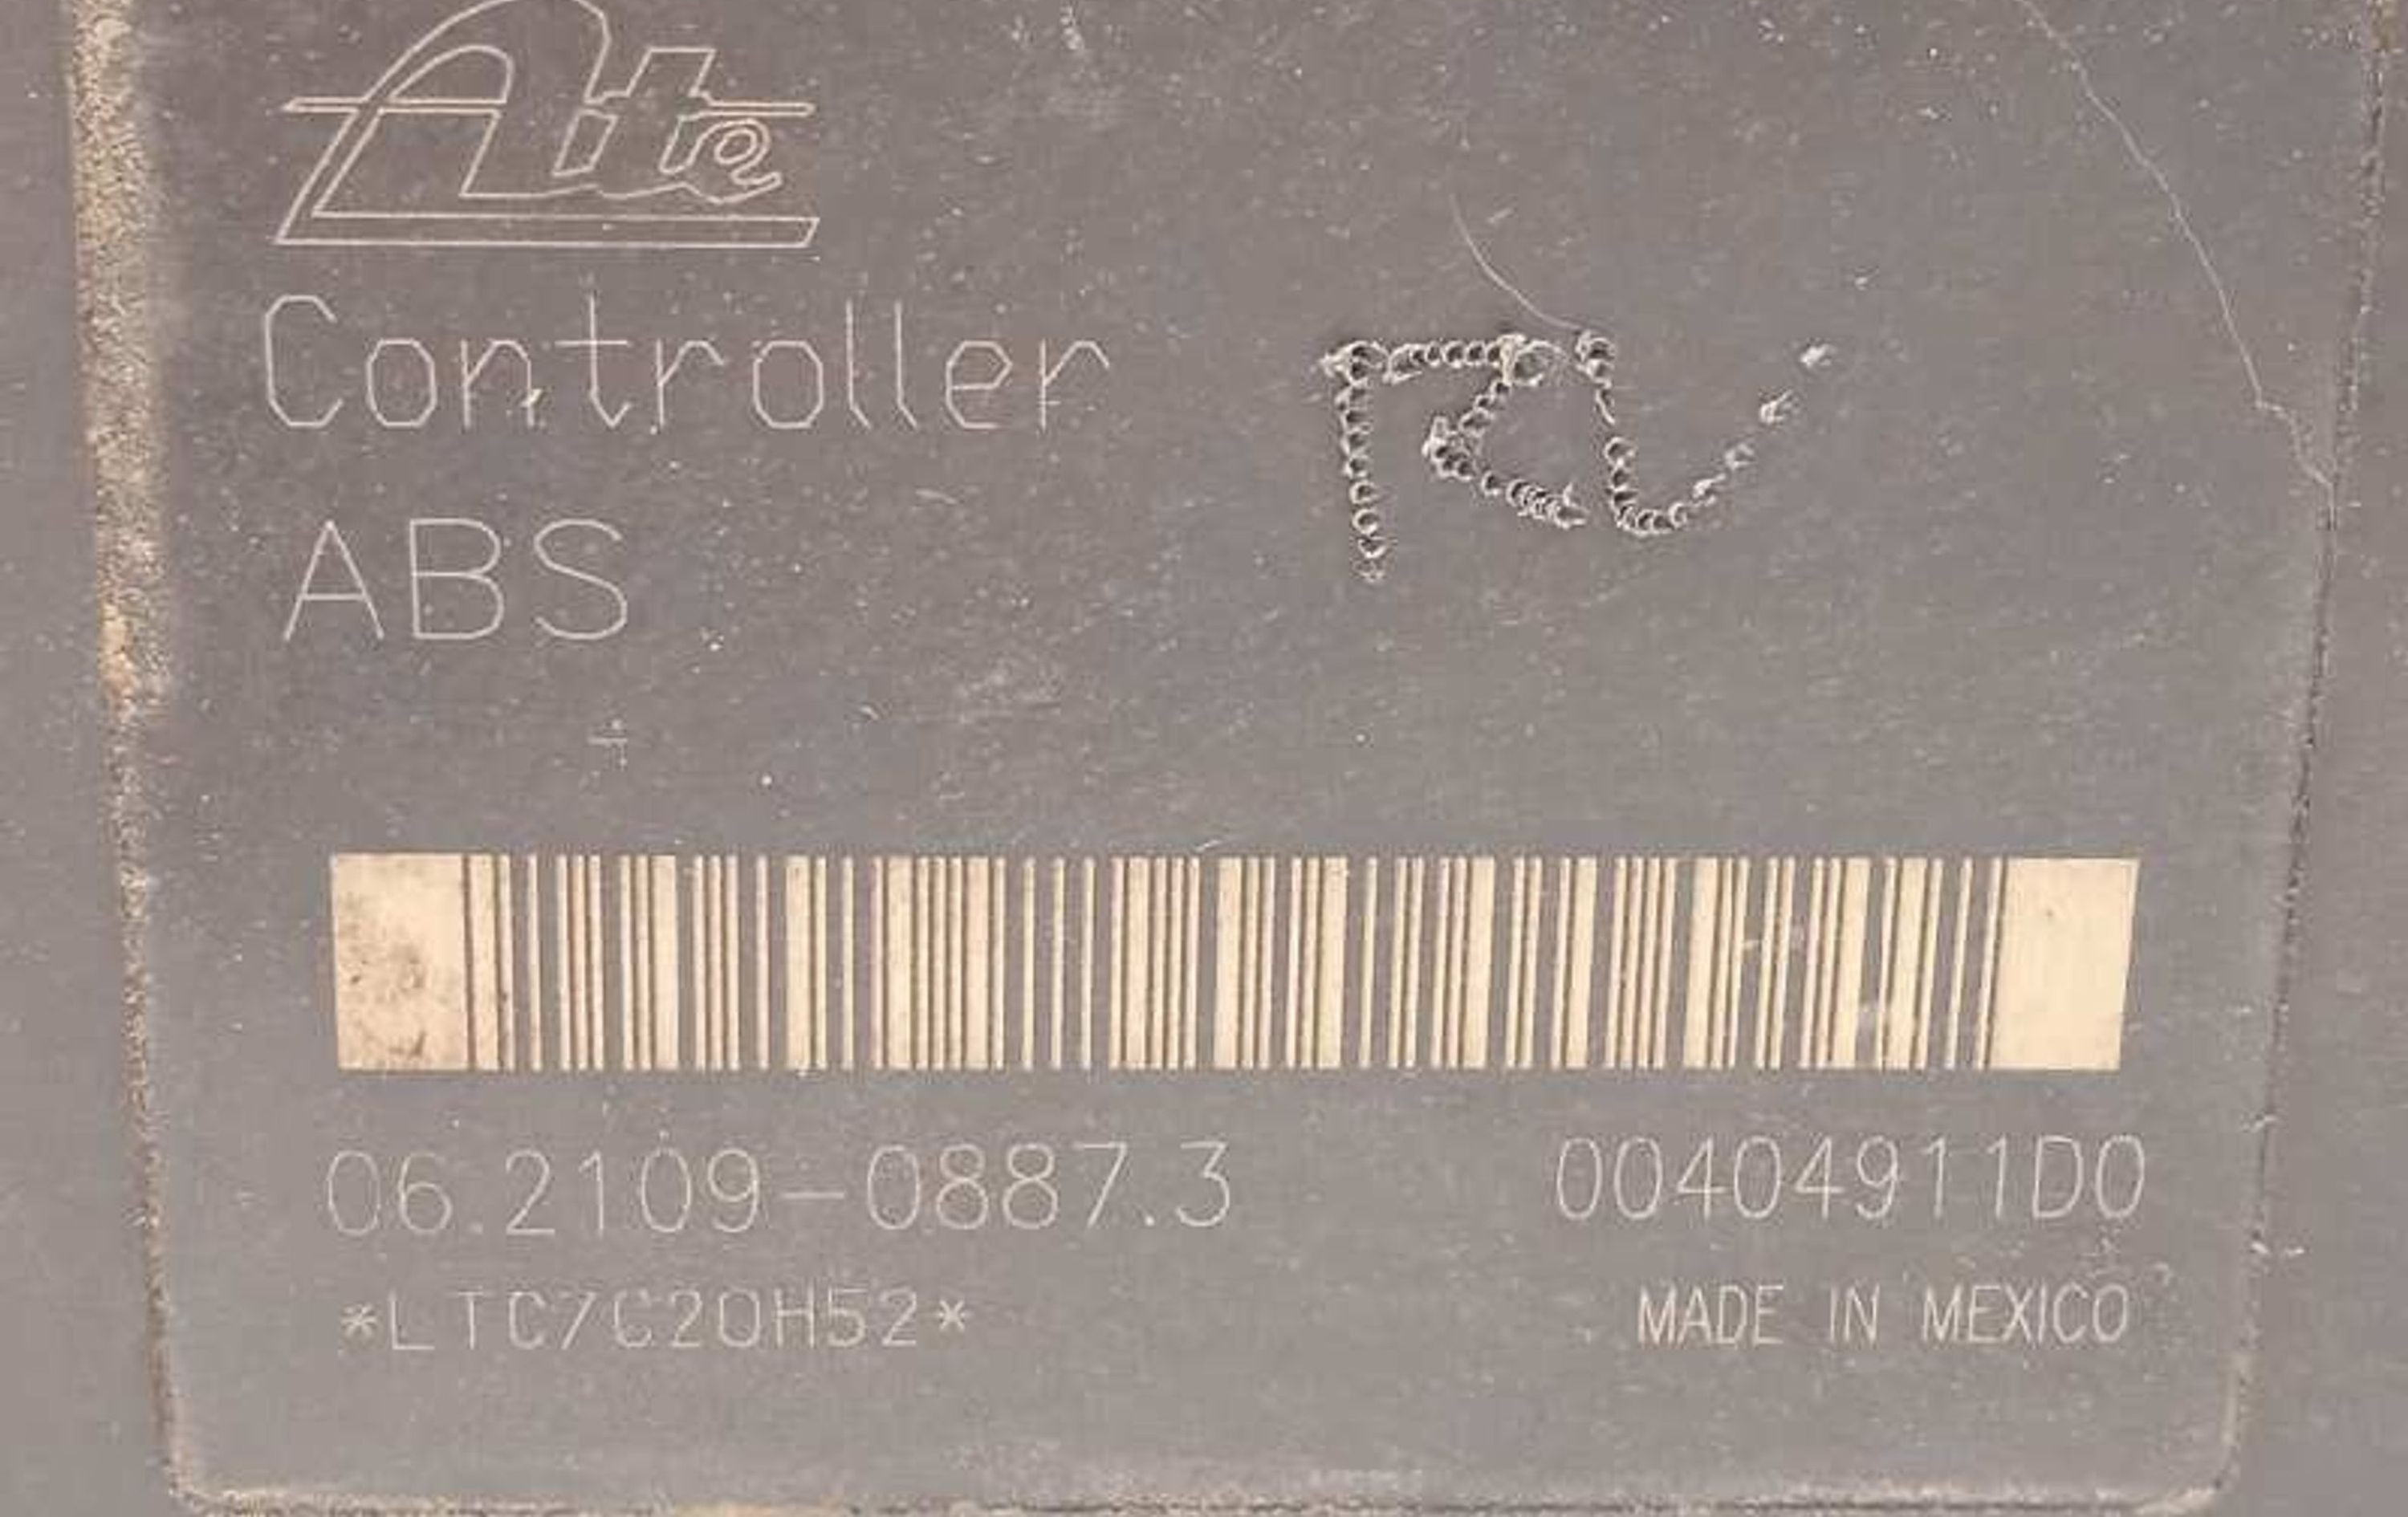 Ate
Controller
ABS
06.2109-0887.3 00404911D0
*LTC7C20H52* MADE IN MEXICO